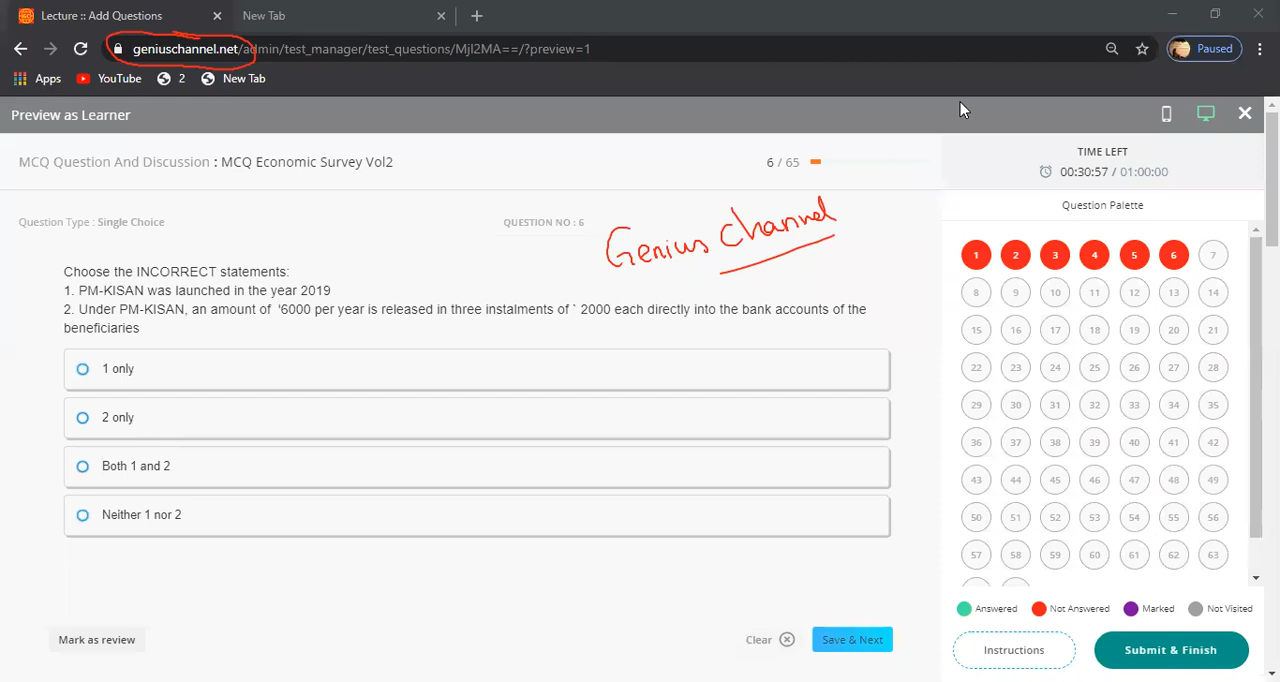 Lecture :: Add Questions
New Tab
geniuschannel.net/admin/test_manager/test_questions/MjI2MA==/?preview=1
Paused
Apps
YouTube
2
New Tab
Preview as Learner
MCQ Question And Discussion : MCQ Economic Survey Vol2
6 / 65
TIME LEFT
00:30:57 / 01:00:00
Question Type : Single Choice
QUESTION NO : 6
Genius Channel
Question Palette
Choose the INCORRECT statements:
1. PM-KISAN was launched in the year 2019
2. Under PM-KISAN, an amount of '6000 per year is released in three instalments of ` 2000 each directly into the bank accounts of the
beneficiaries
1 only
2 only
Both 1 and 2
Neither 1 nor 2
1 2 3 4 5 6 7
8 9 10 11 12 13 14
15 16 17 18 19 20 21
22 23 24 25 26 27 28
29 30 31 32 33 34 35
36 37 38 39 40 41 42
43 44 45 46 47 48 49
50 51 52 53 54 55 56
57 58 59 60 61 62 63
Answered
Not Answered
Marked
Not Visited
Mark as review
Clear
Save & Next
Instructions
Submit & Finish